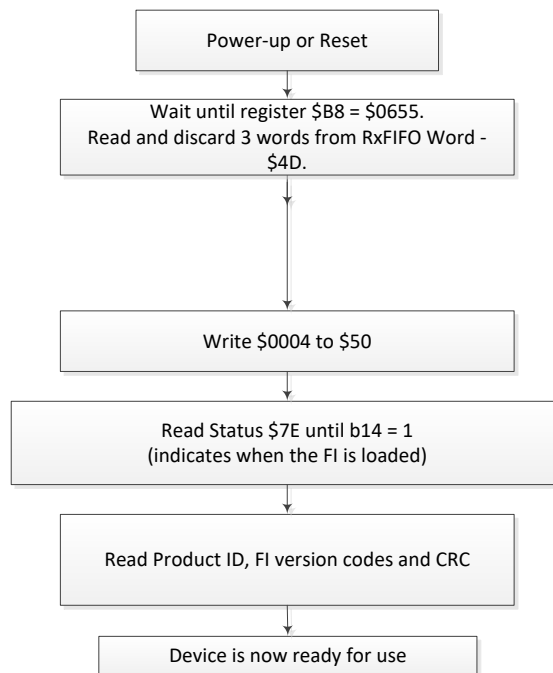 Power-up or Reset
Wait until register $B8 = $0655.
Read and discard 3 words from RxFIFO Word -
$4D.
Write $0004 to $50
Read Status $7E until b14 = 1
(indicates when the FI is loaded)
Read Product ID, FI version codes and CRC
Device is now ready for use